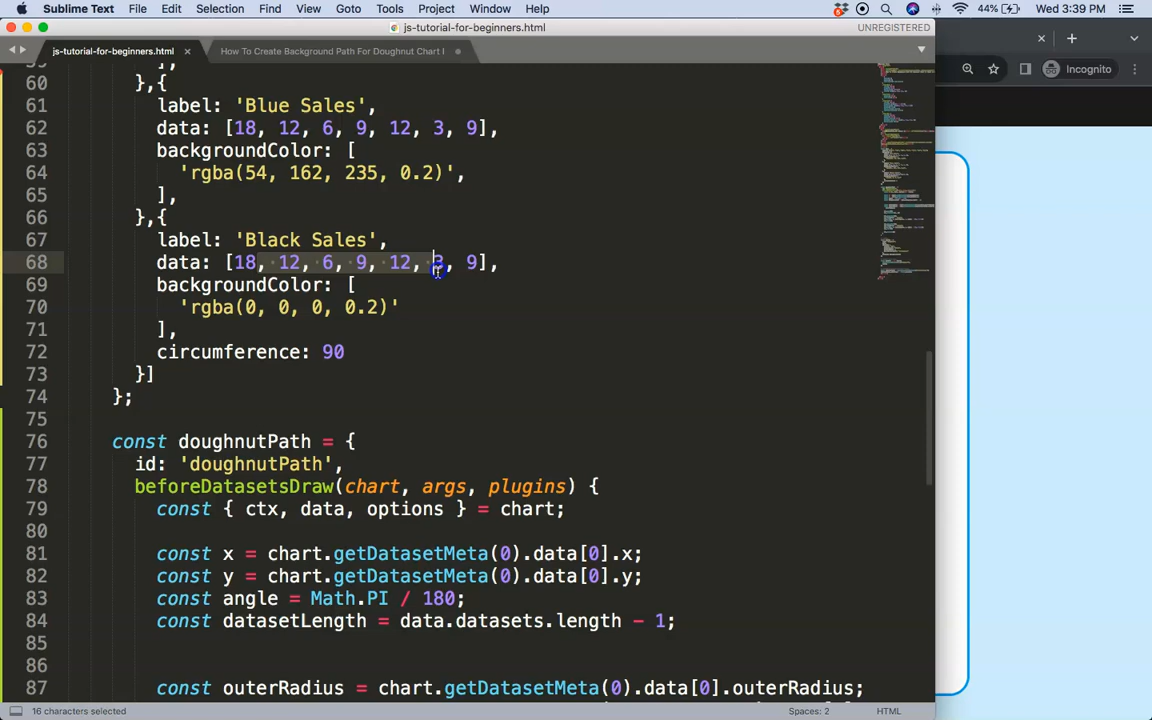 Sublime Text File Edit Selection Find View Goto Tools Project Window Help 44% Wed 3:39 PM
js-tutorial-for-beginners.html UNREGISTERED
js-tutorial-for-beginners.html × How To Create Background Path For Doughnut Chart I
Incognito
59 ],
60 },{
61 label: 'Blue Sales',
62 data: [18, 12, 6, 9, 12, 3, 9],
63 backgroundColor: [
64 'rgba(54, 162, 235, 0.2)',
65 ],
66 },{
67 label: 'Black Sales',
68 data: [18, 12, 6, 9, 12, 3, 9],
69 backgroundColor: [
70 'rgba(0, 0, 0, 0.2)'
71 ],
72 circumference: 90
73 }]
74 };
75
76 const doughnutPath = {
77 id: 'doughnutPath',
78 beforeDatasetsDraw(chart, args, plugins) {
79 const { ctx, data, options } = chart;
80
81 const x = chart.getDatasetMeta(0).data[0].x;
82 const y = chart.getDatasetMeta(0).data[0].y;
83 const angle = Math.PI / 180;
84 const datasetLength = data.datasets.length - 1;
85
86
87 const outerRadius = chart.getDatasetMeta(0).data[0].outerRadius;
16 characters selected Spaces: 2 HTML